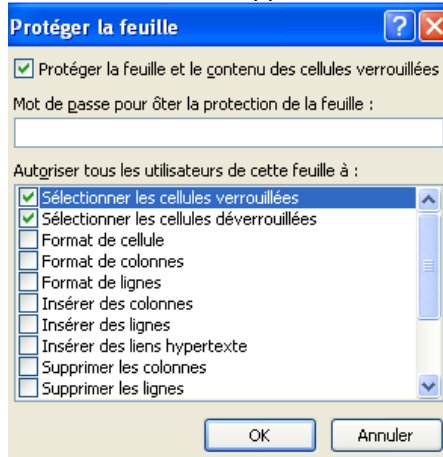 Protéger la feuille
Protéger la feuille et le contenu des cellules verrouillées
Mot de passe pour ôter la protection de la feuille :
Autoriser tous les utilisateurs de cette feuille à :
Sélectionner les cellules verrouillées
Sélectionner les cellules déverrouillées
Format de cellule
Format de colonnes
Format de lignes
Insérer des colonnes
Insérer des lignes
Insérer des liens hypertexte
Supprimer les colonnes
Supprimer les lignes
OK Annuler